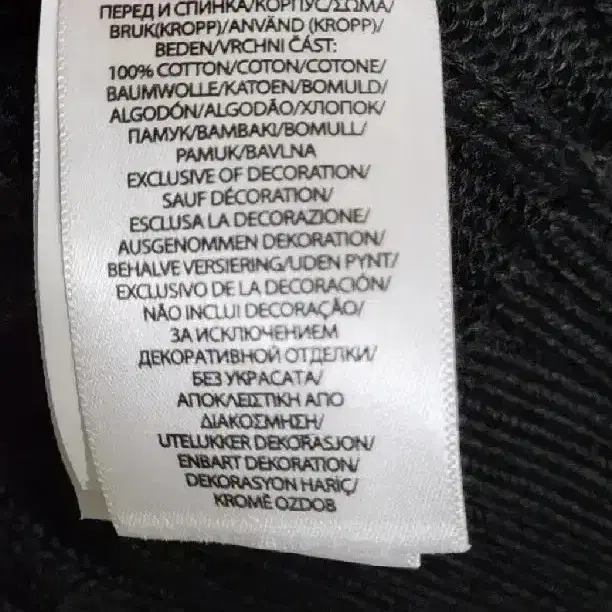 ПЕРЕД И СПИНКА/КОРПУС/ΣΩΜΑ/
BRUK(KROPP)/ANVÄND (KROPP)/
BEDEN/VRCHNI ČÁST:
100% COTTON/COTON/COTONE/
BAUMWOLLE/KATOEN/BOMULD/
ALGODÓN/ALGODÃO/ХЛОПОК/
ПАМУК/ΒΑΜΒΑΚΙ/BOMULL/
PAMUK/BAVLNA
EXCLUSIVE OF DECORATION/
SAUF DÉCORATION/
ESCLUSA LA DECORAZIONE/
AUSGENOMMEN DEKORATION/
BEHALVE VERSIERING/UDEN PYNT/
EXCLUSIVO DE LA DECORACIÓN/
NÃO INCLUI DECORAÇÃO/
ЗА ИСКЛЮЧЕНИЕМ
ДЕКОРАТИВНОЙ ОТДЕЛКИ/
БЕЗ УКРАСАТА/
ΑΠΟΚΛΕΙΣΤΙΚΗ ΑΠΟ
ΔΙΑΚΟΣΜΗΣΗ/
UTELUKKER DEKORASJON/
ENBART DEKORATION/
DEKORASYON HARİÇ/
KROMĚ OZDOB